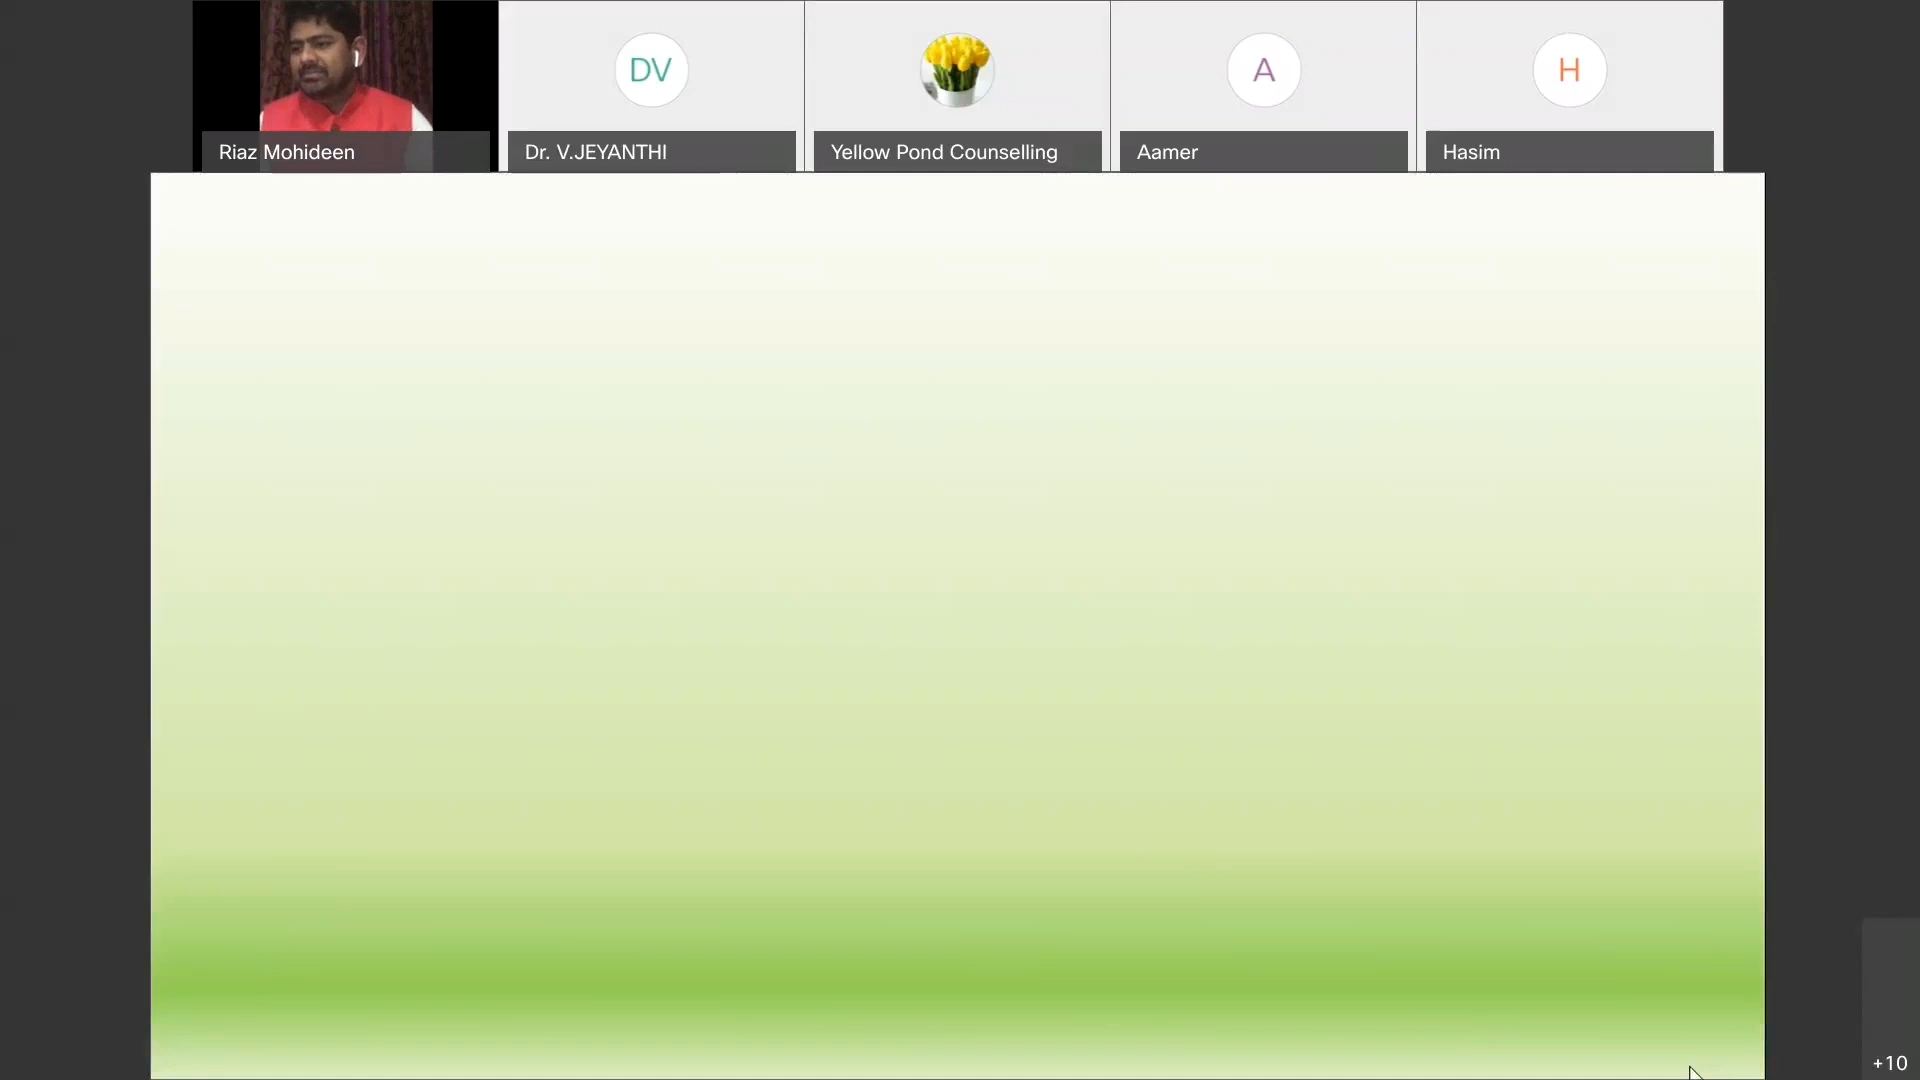 DV
A
H
Riaz Mohideen
Dr. V.JEYANTHI
Yellow Pond Counselling
Aamer
Hasim
+10